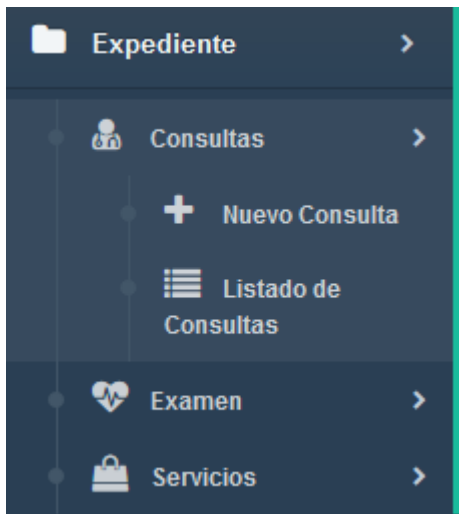 Expediente
Consultas
Nuevo Consulta
Listado de
Consultas
Examen
Servicios